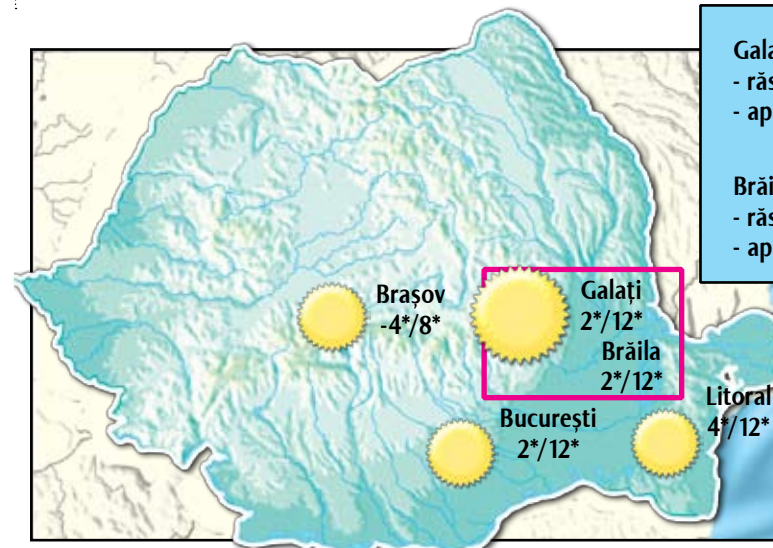 Brașov
-4*/8*
Galați
2*/12*
Brăila
2*/12*
București
2*/12*
Litoral
4*/12*